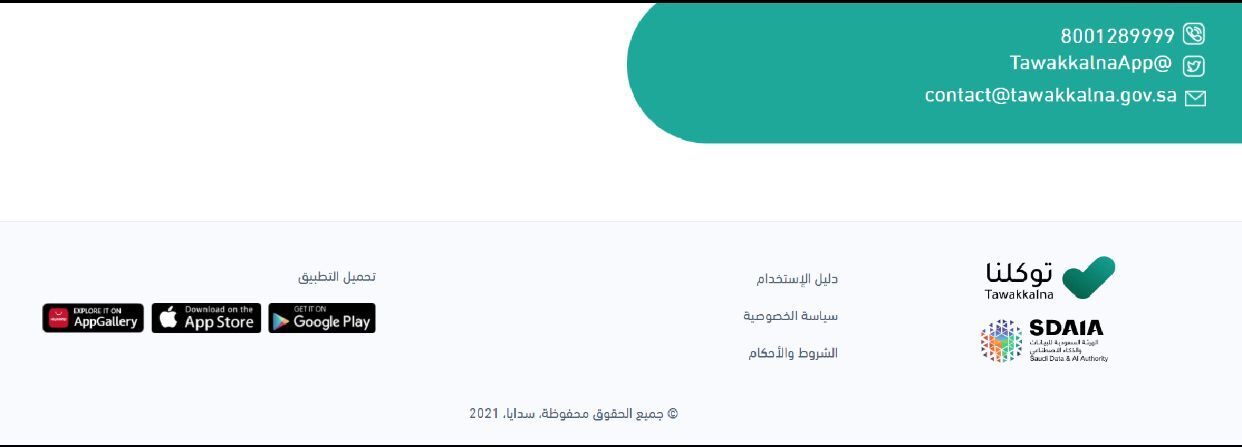 8001289999
TawakkalnaApp@
contact@tawakkalna.gov.sa
توكلنا
Tawakkalna
SDAIA
الهيئة السعودية للبيانات
والذكاء الاصطناعي
Saudi Data & AI Authority
دليل الإستخدام
سياسة الخصوصية
الشروط والأحكام
تحميل التطبيق
GET IT ON
Google Play
Download on the
App Store
EXPLORE IT ON
AppGallery
© جميع الحقوق محفوظة، سدايا، 2021